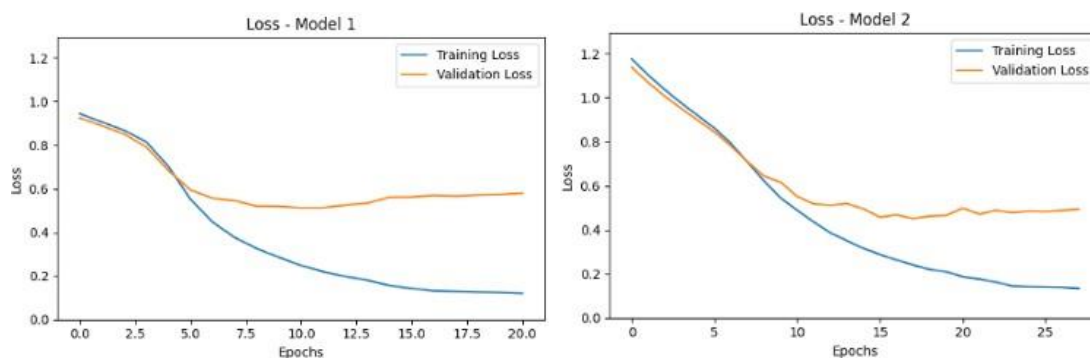 Loss - Model 1
Training Loss
Validation Loss
1.2
1.0
0.8
0.6
0.4
0.2
0.0
Loss
0.0 2.5 5.0 7.5 10.0 12.5 15.0 17.5 20.0
Epochs
Loss - Model 2
Training Loss
Validation Loss
1.2
1.0
0.8
0.6
0.4
0.2
0.0
Loss
0 5 10 15 20 25
Epochs